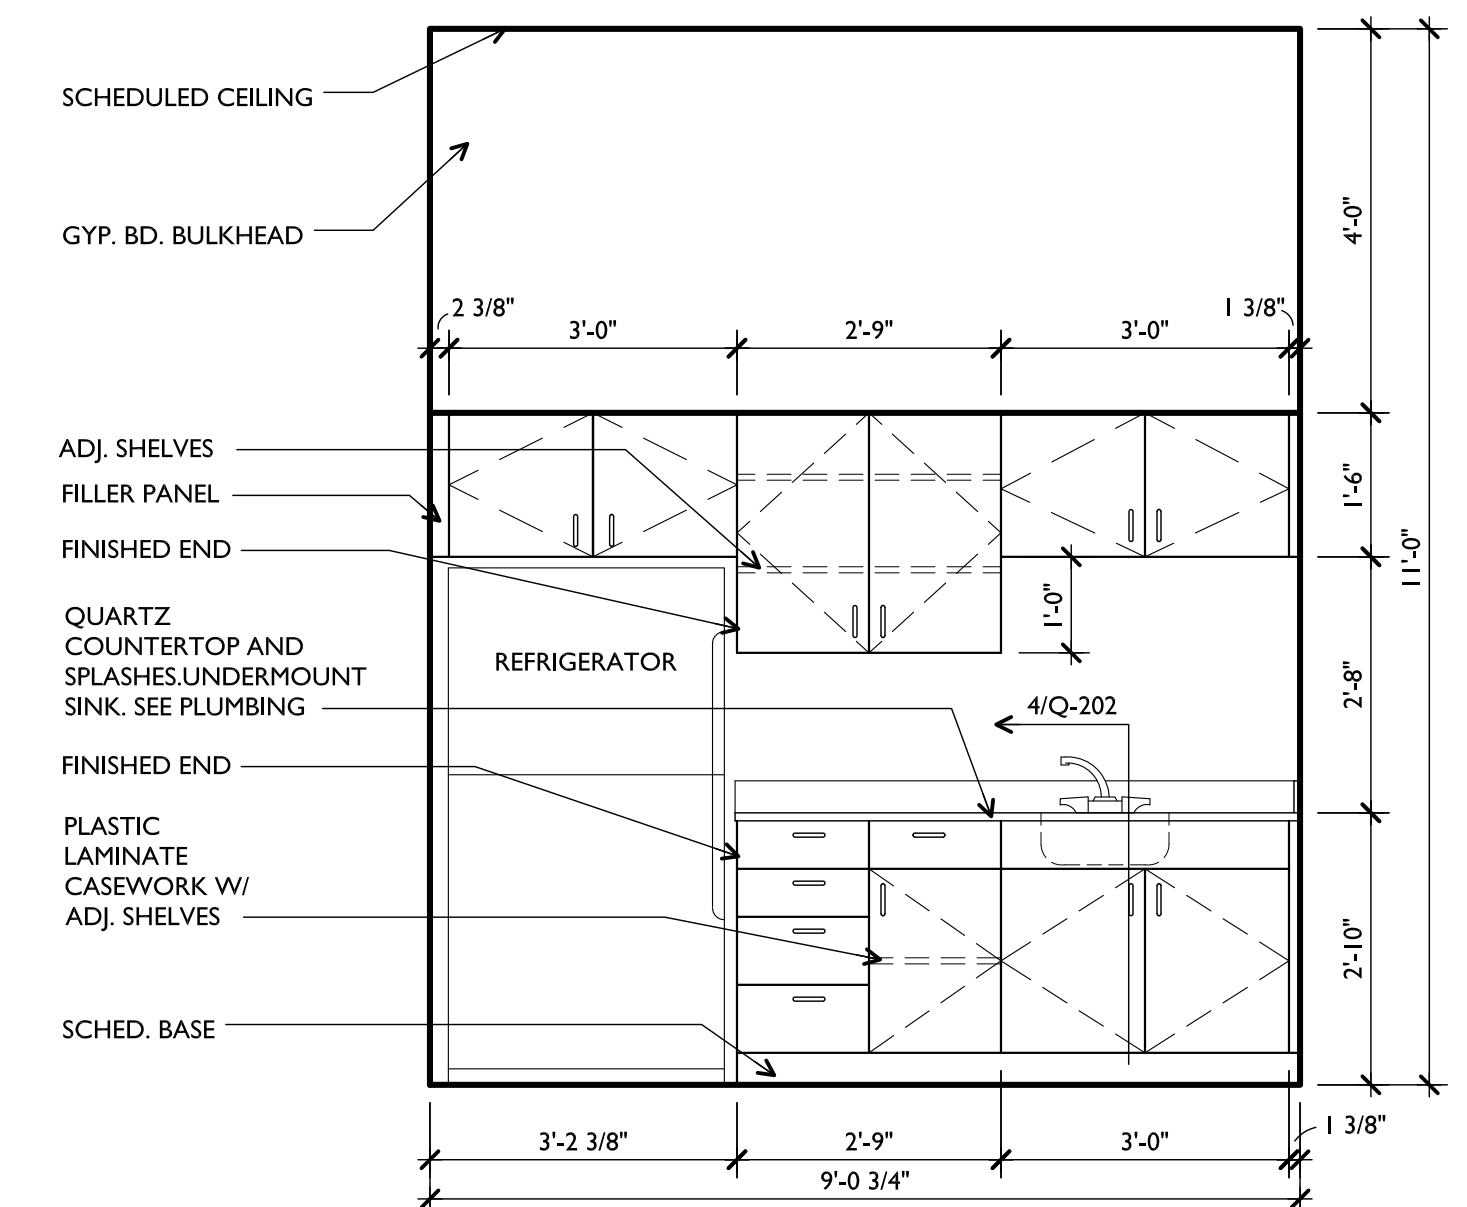 SCHEDULED CEILING
GYP. BD. BULKHEAD
2 3/8"
3'-0"
2'-9"
3'-0"
1 3/8"
4'-0"
ADJ. SHELVES
FILLER PANEL
FINISHED END
1'-6"
11'-0"
1'-0"
QUARTZ
COUNTERTOP AND
SPLASHES.UNDERMOUNT
SINK. SEE PLUMBING
REFRIGERATOR
4/Q-202
2'-8"
FINISHED END
PLASTIC
LAMINATE
CASEWORK W/
ADJ. SHELVES
2'-10"
SCHED. BASE
3'-2 3/8"
2'-9"
3'-0"
1 3/8"
9'-0 3/4"